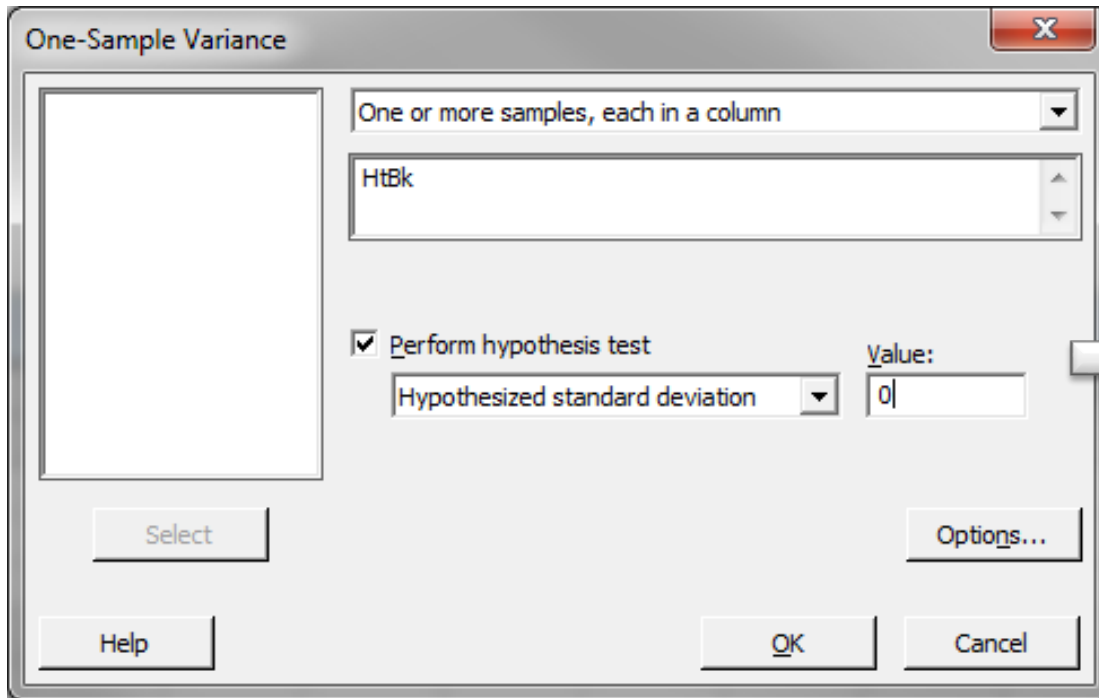 One-Sample Variance
One or more samples, each in a column
HtBk
Perform hypothesis test
Value:
Hypothesized standard deviation
0
Select
Options...
Help
OK
Cancel